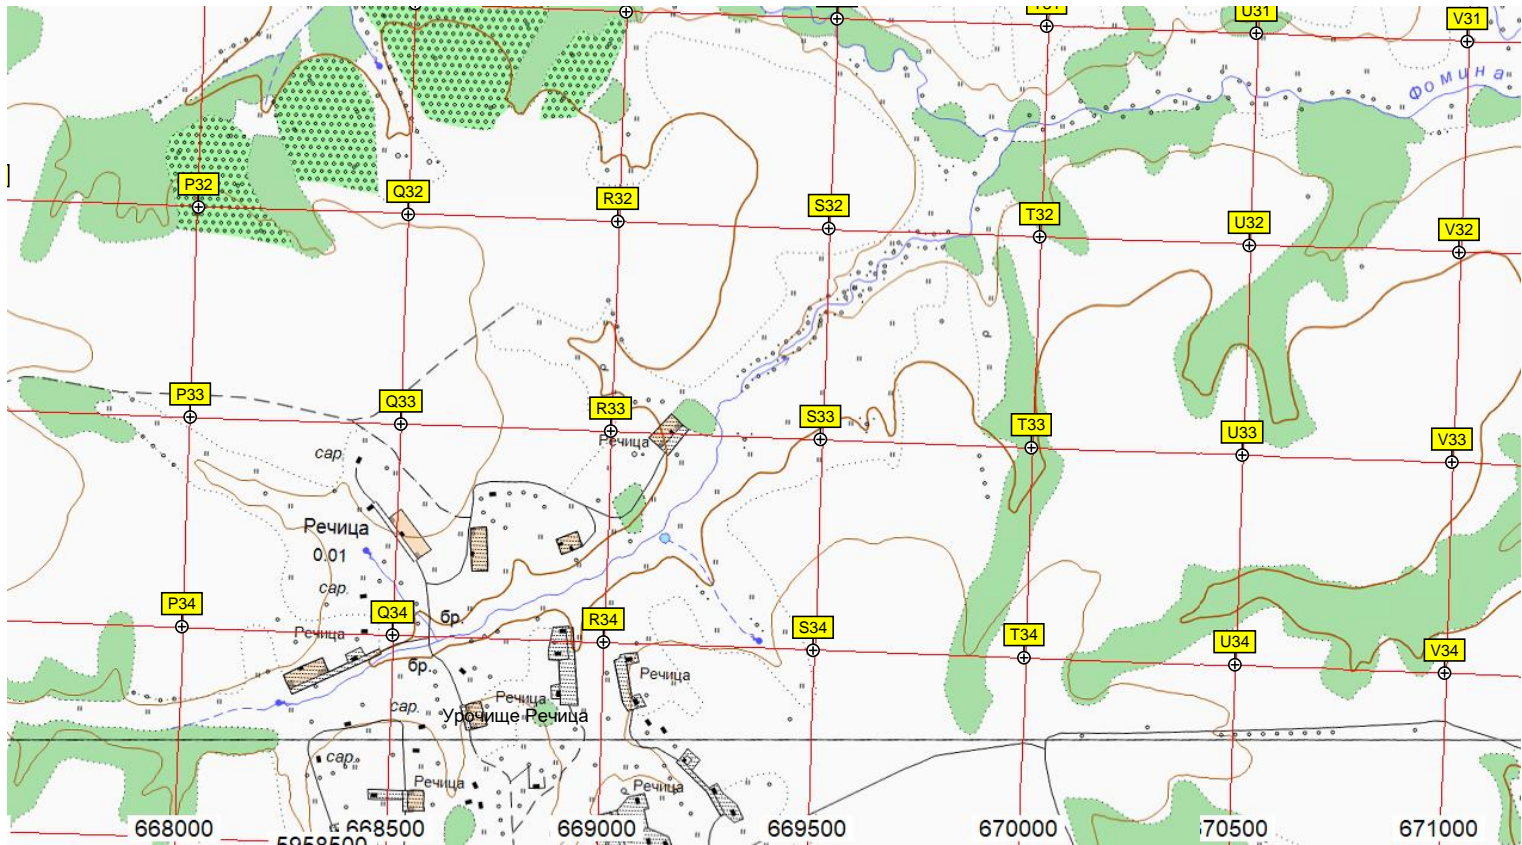 U31
V31
Фомина
P32
Q32
R32
S32
T32
U32
V32
P33
Q33
R33
S33
T33
U33
V33
Речица
сар.
Речица
0.01
сар.
P34
Q34
бр.
R34
S34
T34
U34
V34
Речица
бр.
Речица
Речица
сар.
Урочище Речица
сар.
Речица
Речица
668000
668500
669000
669500
670000
670500
671000